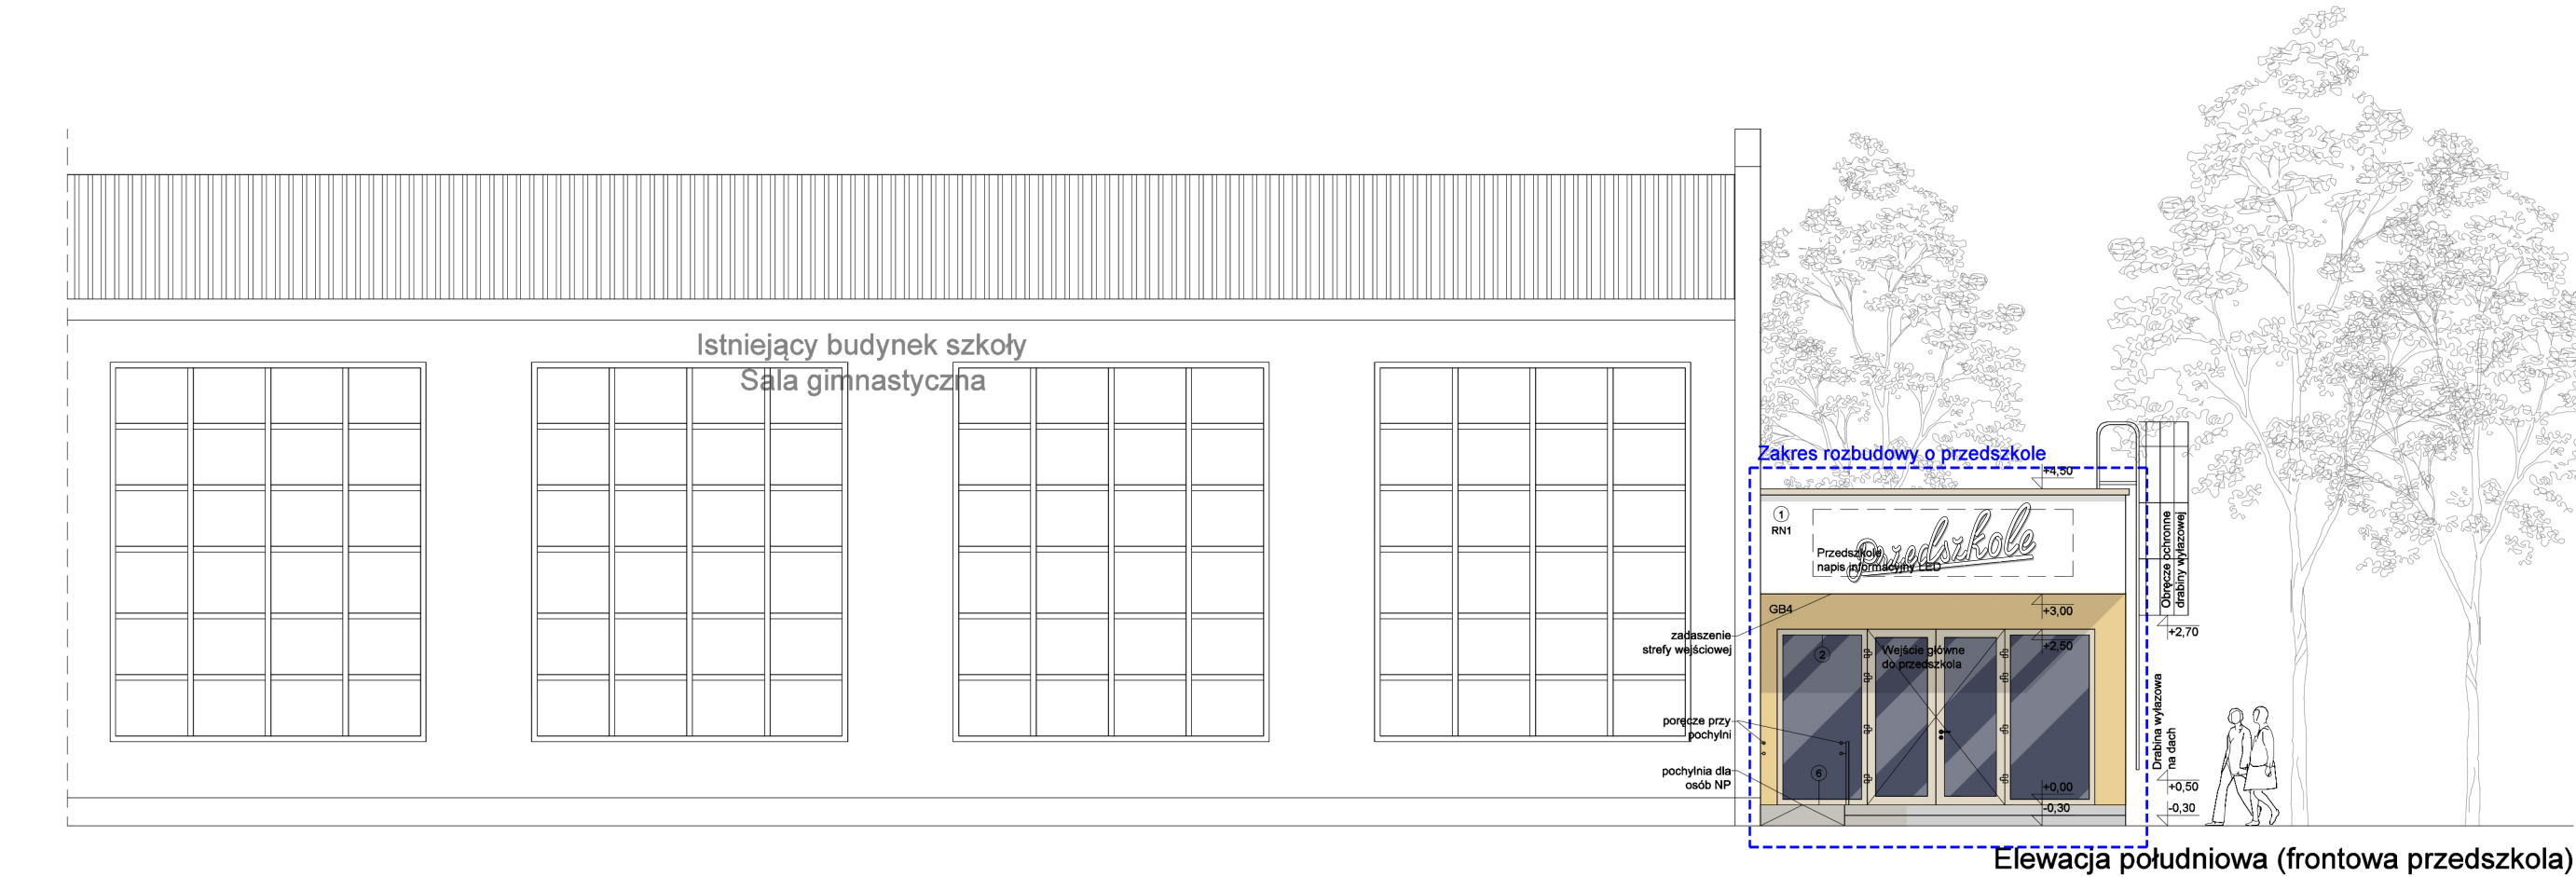 Istniejący budynek szkoły
Sala gimnastyczna
Zakres rozbudowy o przedszkole
+4,50
1
RN1
Przedszkole
Przedszkole
napis informacyjny LED
Obręcze ochronne
drabiny wyłazowej
GB4
+3,00
+2,70
zadaszenie
strefy wejściowej
+2,50
2
Wejście główne
do przedszkola
Drabina wyłazowa
na dach
poręcze przy
pochylni
pochylnia dla
osób NP
6
+0,00
+0,50
-0,30
-0,30
Elewacja południowa (frontowa przedszkola)